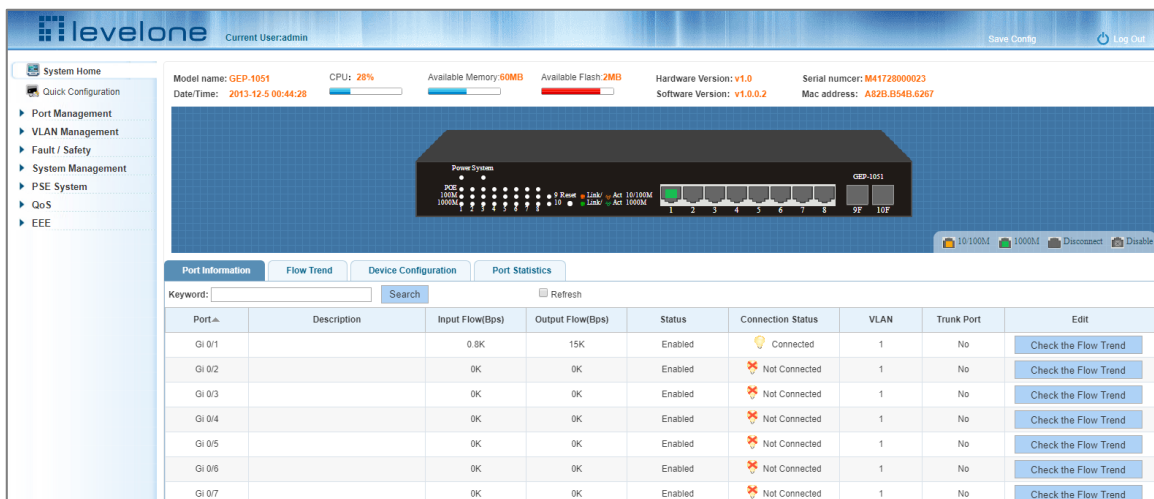 levelone Current User:admin Save Config Log Out
System Home
Quick Configuration
Port Management
VLAN Management
Fault / Safety
System Management
PSE System
QoS
EEE
Model name: GEP-1051 CPU: 28% Available Memory:60MB Available Flash:2MB Hardware Version: v1.0 Serial numcer: M41728000023
Date/Time: 2013-12-5 00:44:28 Software Version: v1.0.0.2 Mac address: A82B.B54B.6267
Power System
GEP-1051
POE
100M 9 Reset Link/ Act 10/100M
1000M 10 Link/ Act 1000M
1 2 3 4 5 6 7 8 1 2 3 4 5 6 7 8 9F 10F
10/100M 1000M Disconnect Disable
Port Information Flow Trend Device Configuration Port Statistics
Keyword: Search Refresh
Port Description Input Flow(Bps) Output Flow(Bps) Status Connection Status VLAN Trunk Port Edit
Gi 0/1 0.8K 15K Enabled Connected 1 No Check the Flow Trend
Gi 0/2 0K 0K Enabled Not Connected 1 No Check the Flow Trend
Gi 0/3 0K 0K Enabled Not Connected 1 No Check the Flow Trend
Gi 0/4 0K 0K Enabled Not Connected 1 No Check the Flow Trend
Gi 0/5 0K 0K Enabled Not Connected 1 No Check the Flow Trend
Gi 0/6 0K 0K Enabled Not Connected 1 No Check the Flow Trend
Gi 0/7 0K 0K Enabled Not Connected 1 No Check the Flow Trend